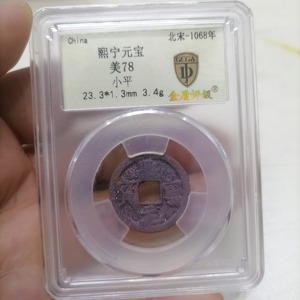 China
北宋-1068年
熙宁元宝
美78
小平
23.3*1.3mm 3.4g
金盾评级®